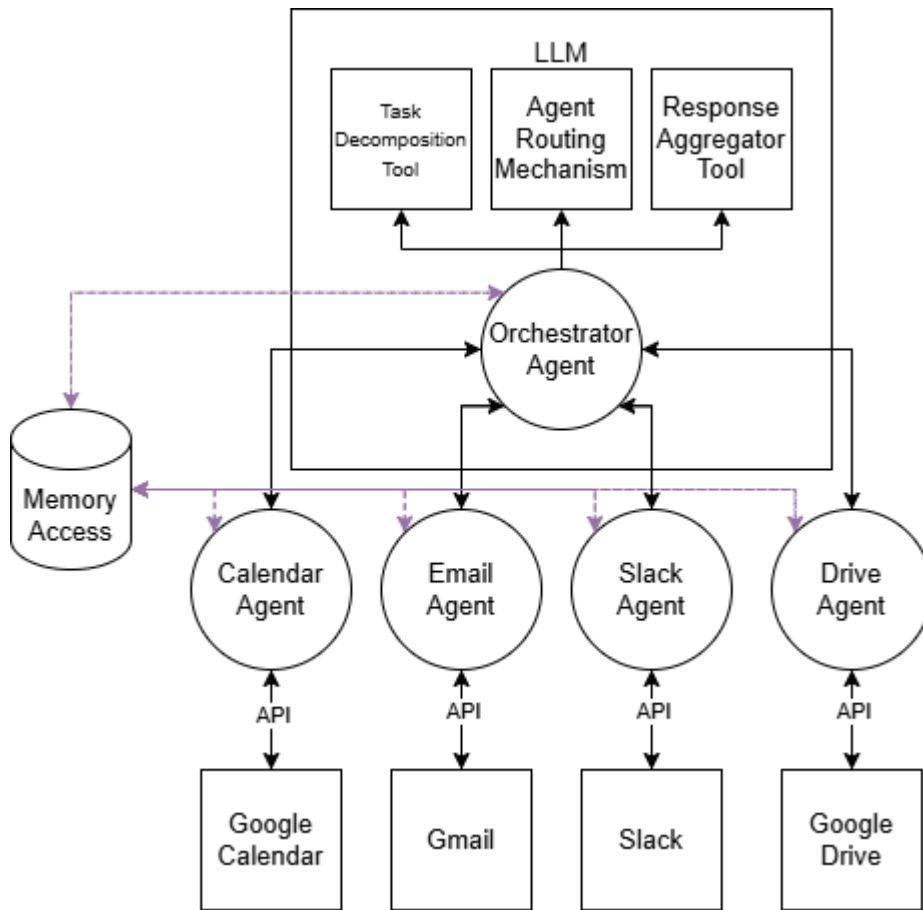 LLM
Task
Decomposition
Tool
Agent
Routing
Mechanism
Response
Aggregator
Tool
Orchestrator
Agent
Memory
Access
Calendar
Agent
Email
Agent
Slack
Agent
Drive
Agent
API
API
API
API
Google
Calendar
Gmail
Slack
Google
Drive